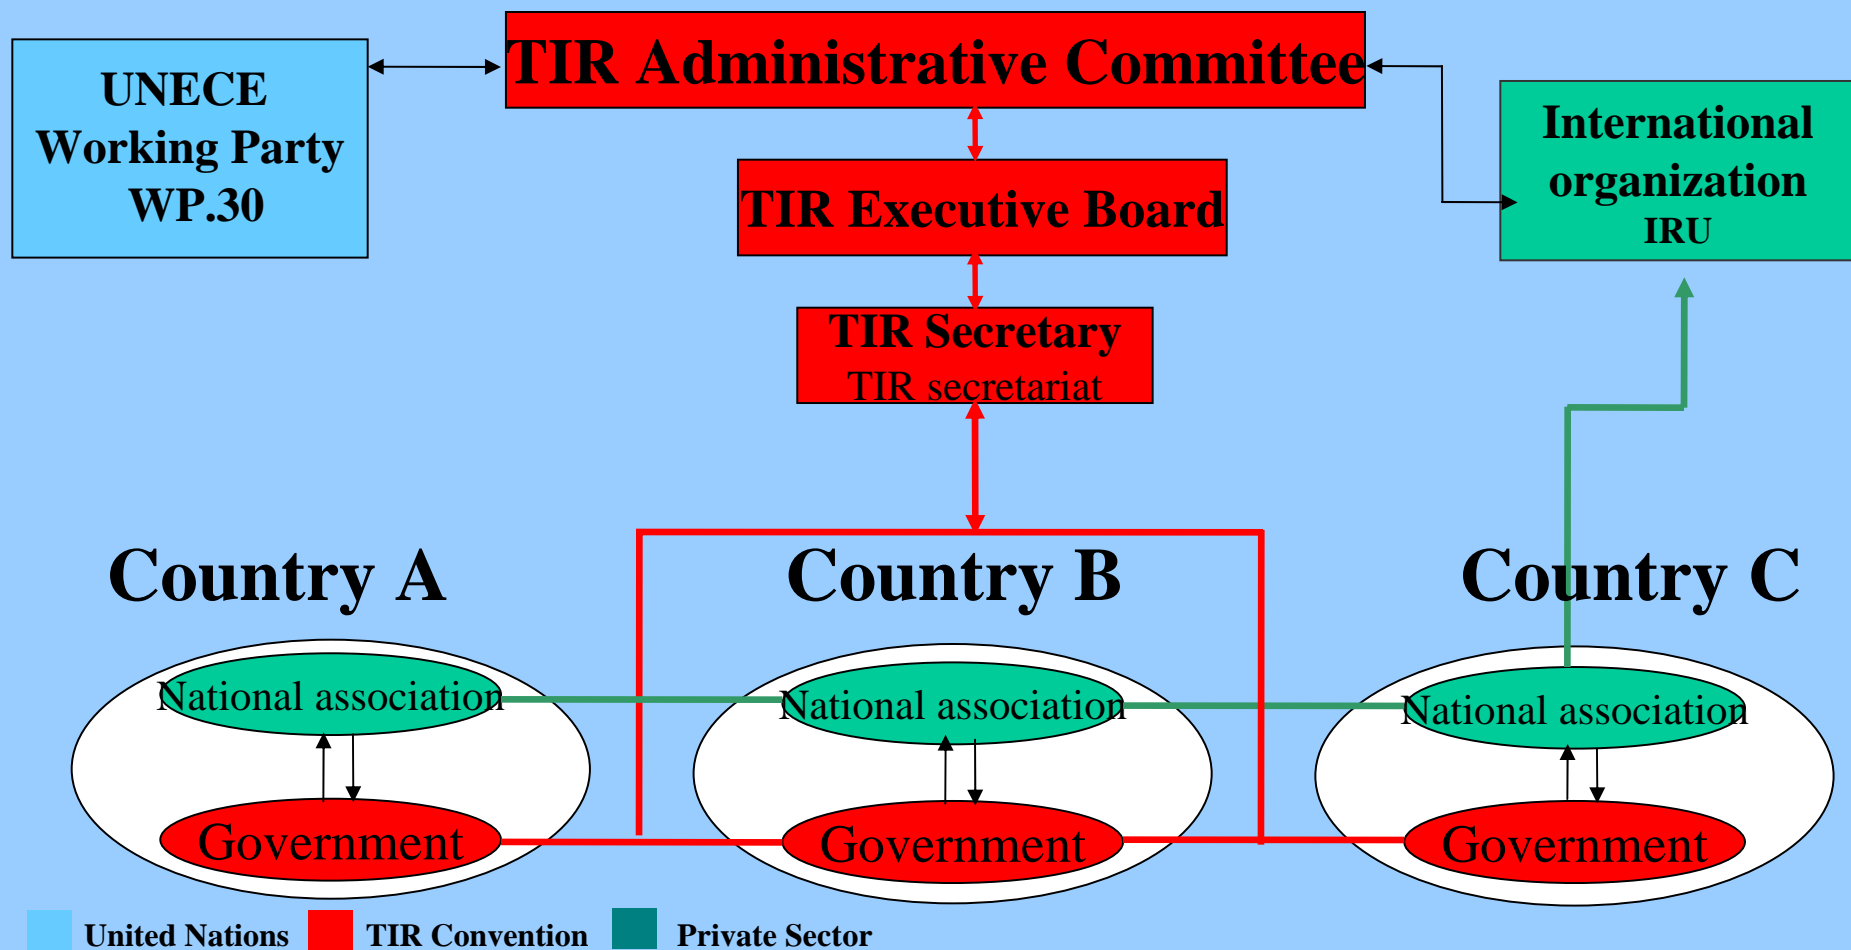 TIR Administrative Committee
UNECE
Working Party
WP.30
International
organization
IRU
TIR Executive Board
TIR Secretary
TIR secretariat
Country A
Country B
Country C
National association
National association
National association
Government
Government
Government
United Nations
TIR Convention
Private Sector